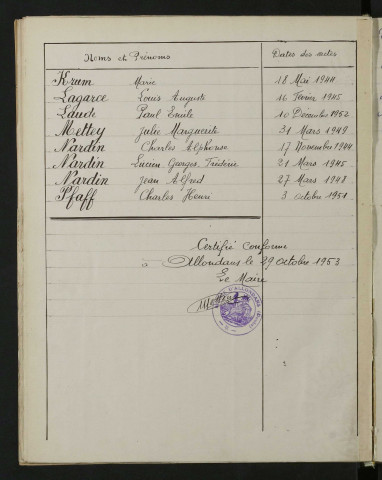 Noms et Prénoms Dates des actes
Krum Marie 18 Mai 1944
Lagarce Louis Auguste 16 Février 1945
Laude Paul Emile 10 Décembre 1952
Mettey Julie Marguerite 31 Mars 1949
Nardin Charles Alphonse 17 Novembre 1944
Nardin Lucien Georges Fréderic 21 Mars 1945
Nardin Jean Alfred 27 Mars 1948
Pfaff Charles Henri 3 octobre 1951
Certifié conforme
à Allondans le 29 octobre 1953
Le Maire